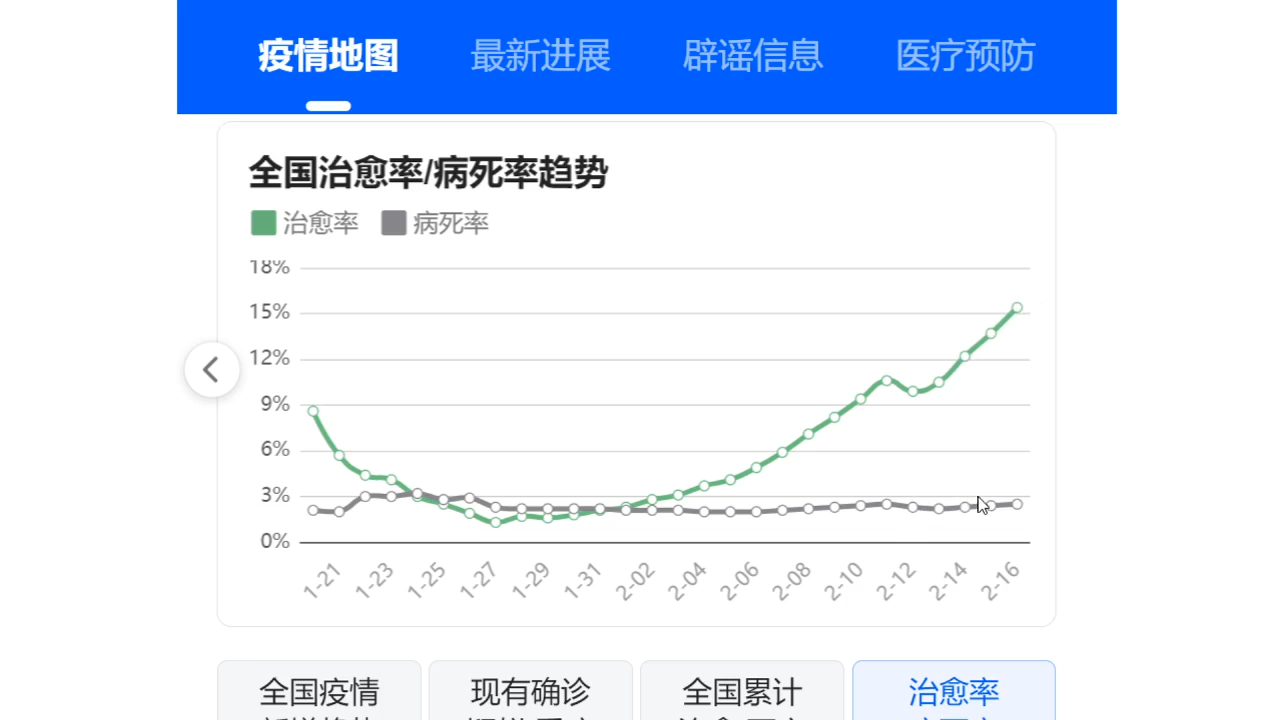 疫情地图 最新进展 辟谣信息 医疗预防
全国治愈率/病死率趋势
治愈率 病死率
18%
15%
12%
9%
6%
3%
0%
1-21 1-23 1-25 1-27 1-29 1-31 2-02 2-04 2-06 2-08 2-10 2-12 2-14 2-16
全国疫情 现有确诊 全国累计 治愈率